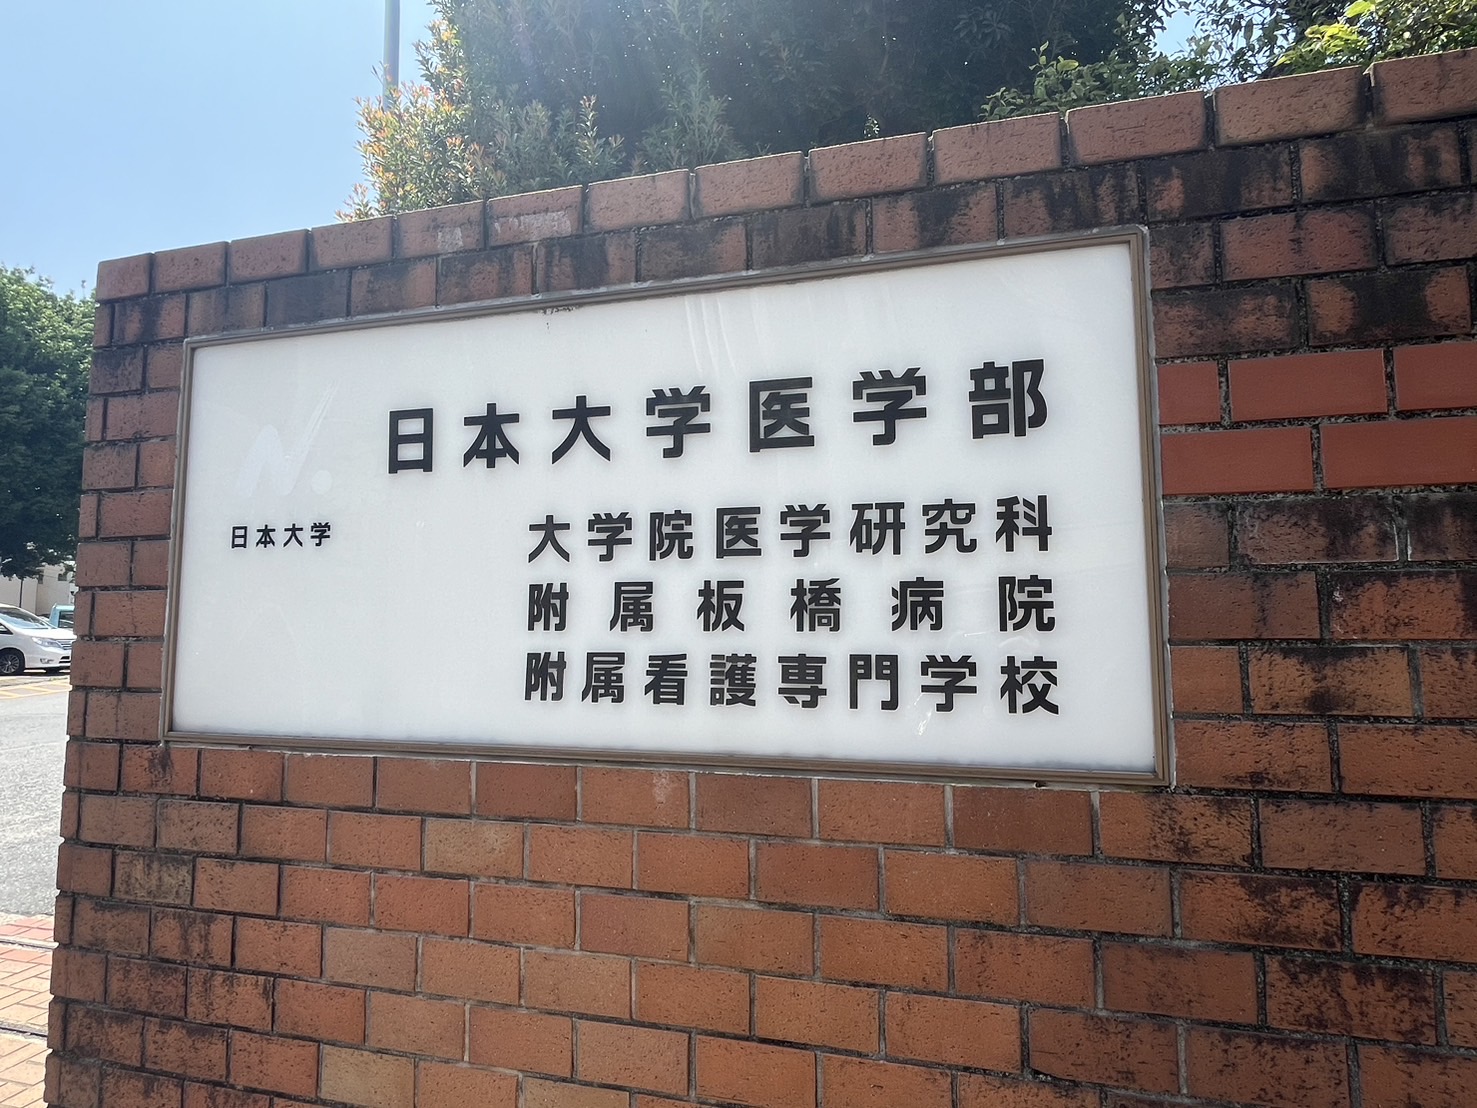 日本大学医学部
日本大学
大学院医学研究科
附属板橋病院
附属看護専門学校